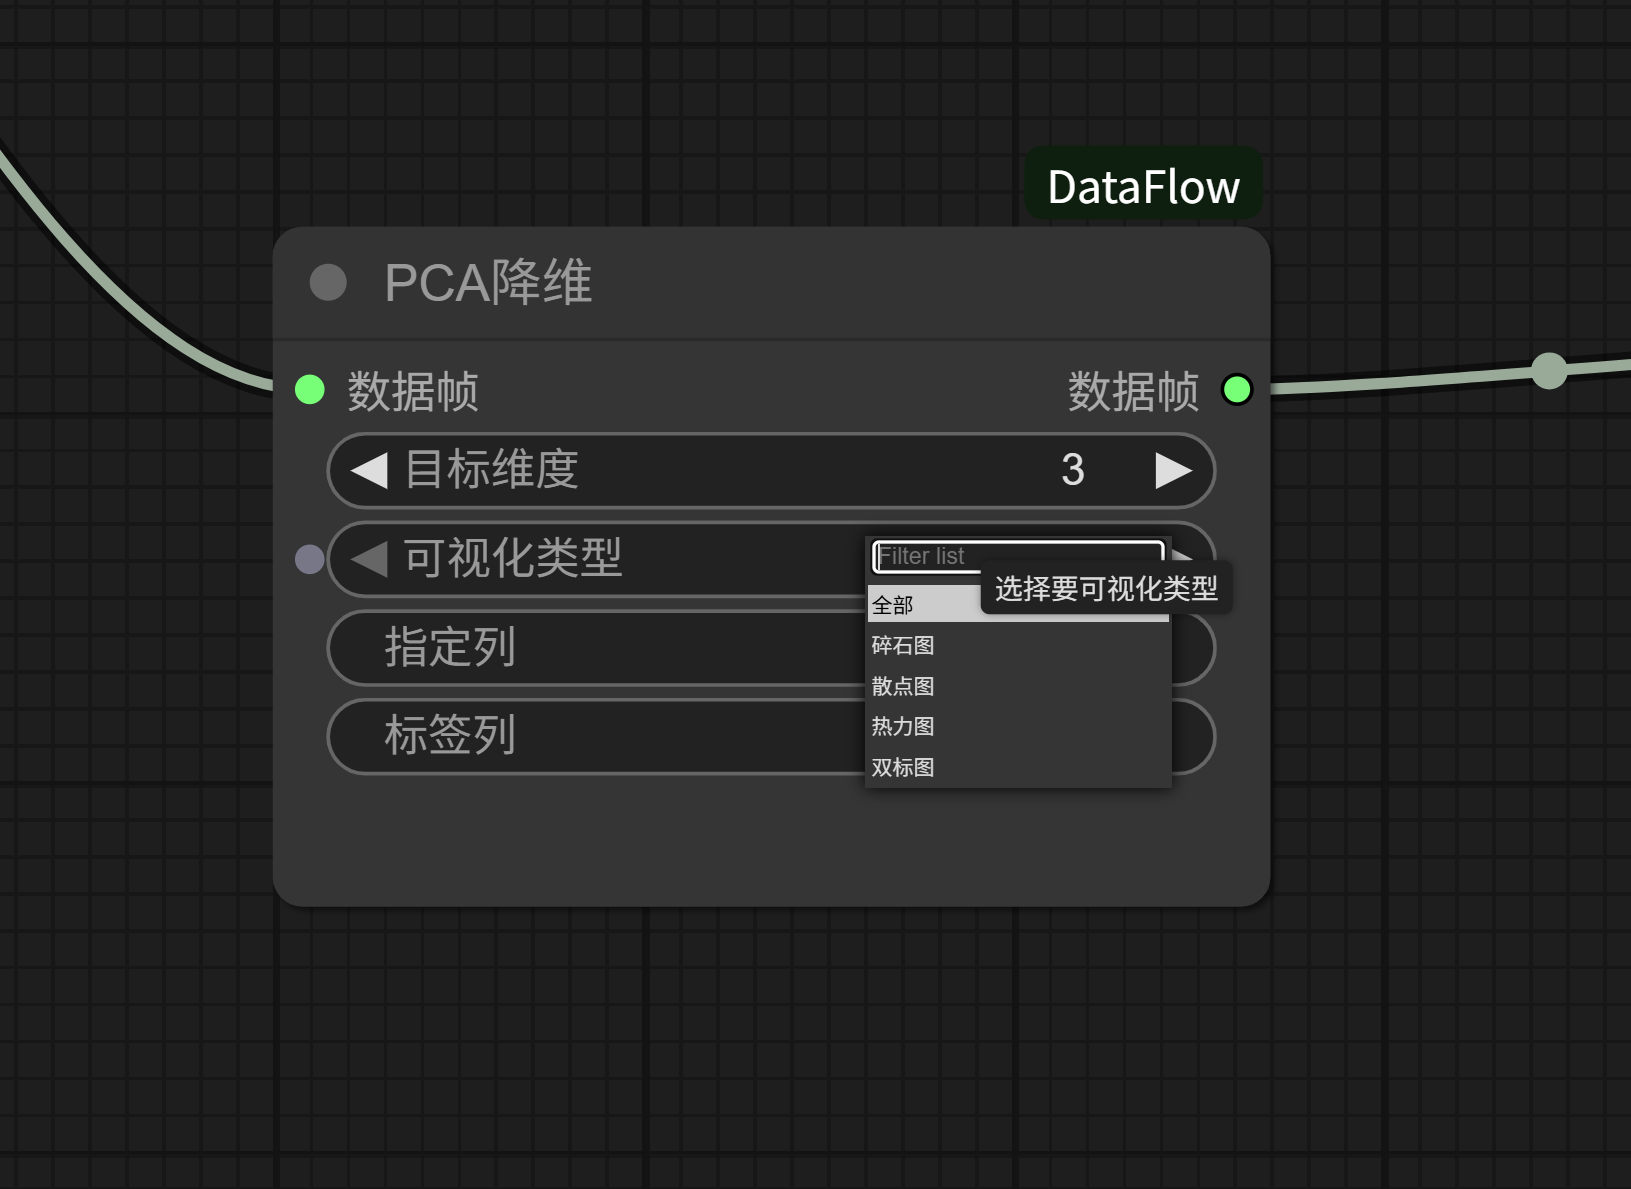 DataFlow
PCA降维
数据帧 数据帧
目标维度 3
可视化类型
Filter list
选择要可视化类型
全部
指定列
碎石图
散点图
热力图
标签列
双标图